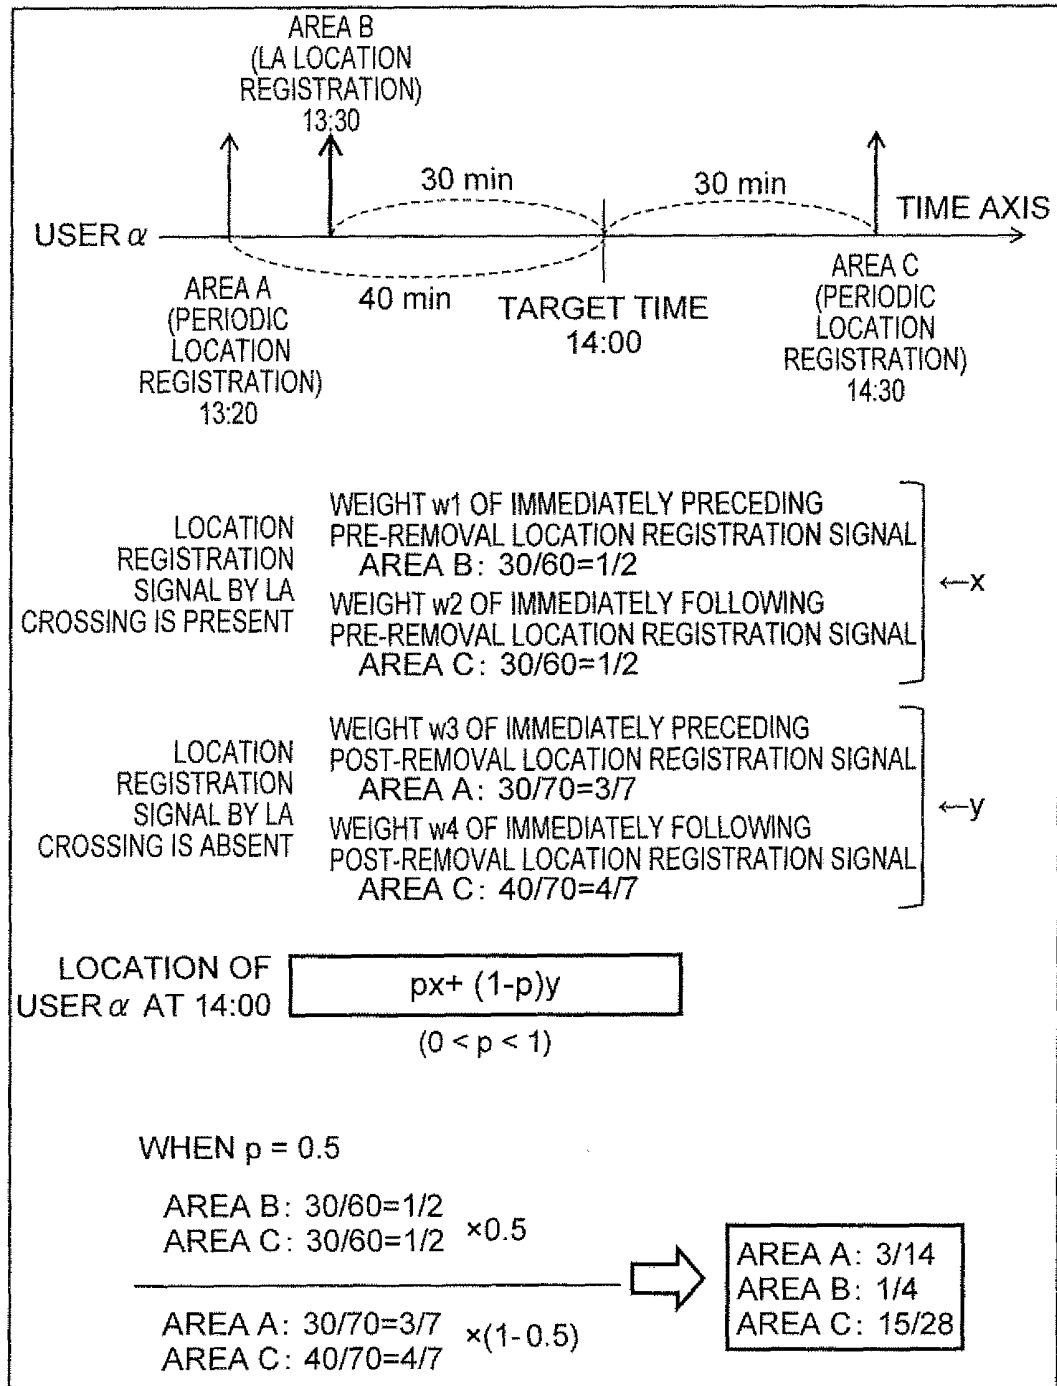 AREA B
(LA LOCATION
REGISTRATION)
13:30
30 min
30 min
TIME AXIS
USER α
40 min
AREA A
(PERIODIC
LOCATION
REGISTRATION)
13:20
TARGET TIME
14:00
AREA C
(PERIODIC
LOCATION
REGISTRATION)
14:30
LOCATION
REGISTRATION
SIGNAL BY LA
CROSSING IS PRESENT
WEIGHT w1 OF IMMEDIATELY PRECEDING
PRE-REMOVAL LOCATION REGISTRATION SIGNAL
AREA B: 30/60=1/2
WEIGHT w2 OF IMMEDIATELY FOLLOWING
PRE-REMOVAL LOCATION REGISTRATION SIGNAL
AREA C: 30/60=1/2
←x
LOCATION
REGISTRATION
SIGNAL BY LA
CROSSING IS ABSENT
WEIGHT w3 OF IMMEDIATELY PRECEDING
POST-REMOVAL LOCATION REGISTRATION SIGNAL
AREA A: 30/70=3/7
WEIGHT w4 OF IMMEDIATELY FOLLOWING
POST-REMOVAL LOCATION REGISTRATION SIGNAL
AREA C: 40/70=4/7
←y
LOCATION OF
USER α AT 14:00
px+ (1-p)y
(0 < p < 1)
WHEN p = 0.5
AREA B: 30/60=1/2
AREA C: 30/60=1/2
×0.5
AREA A: 30/70=3/7
AREA C: 40/70=4/7
×(1-0.5)
AREA A: 3/14
AREA B: 1/4
AREA C: 15/28